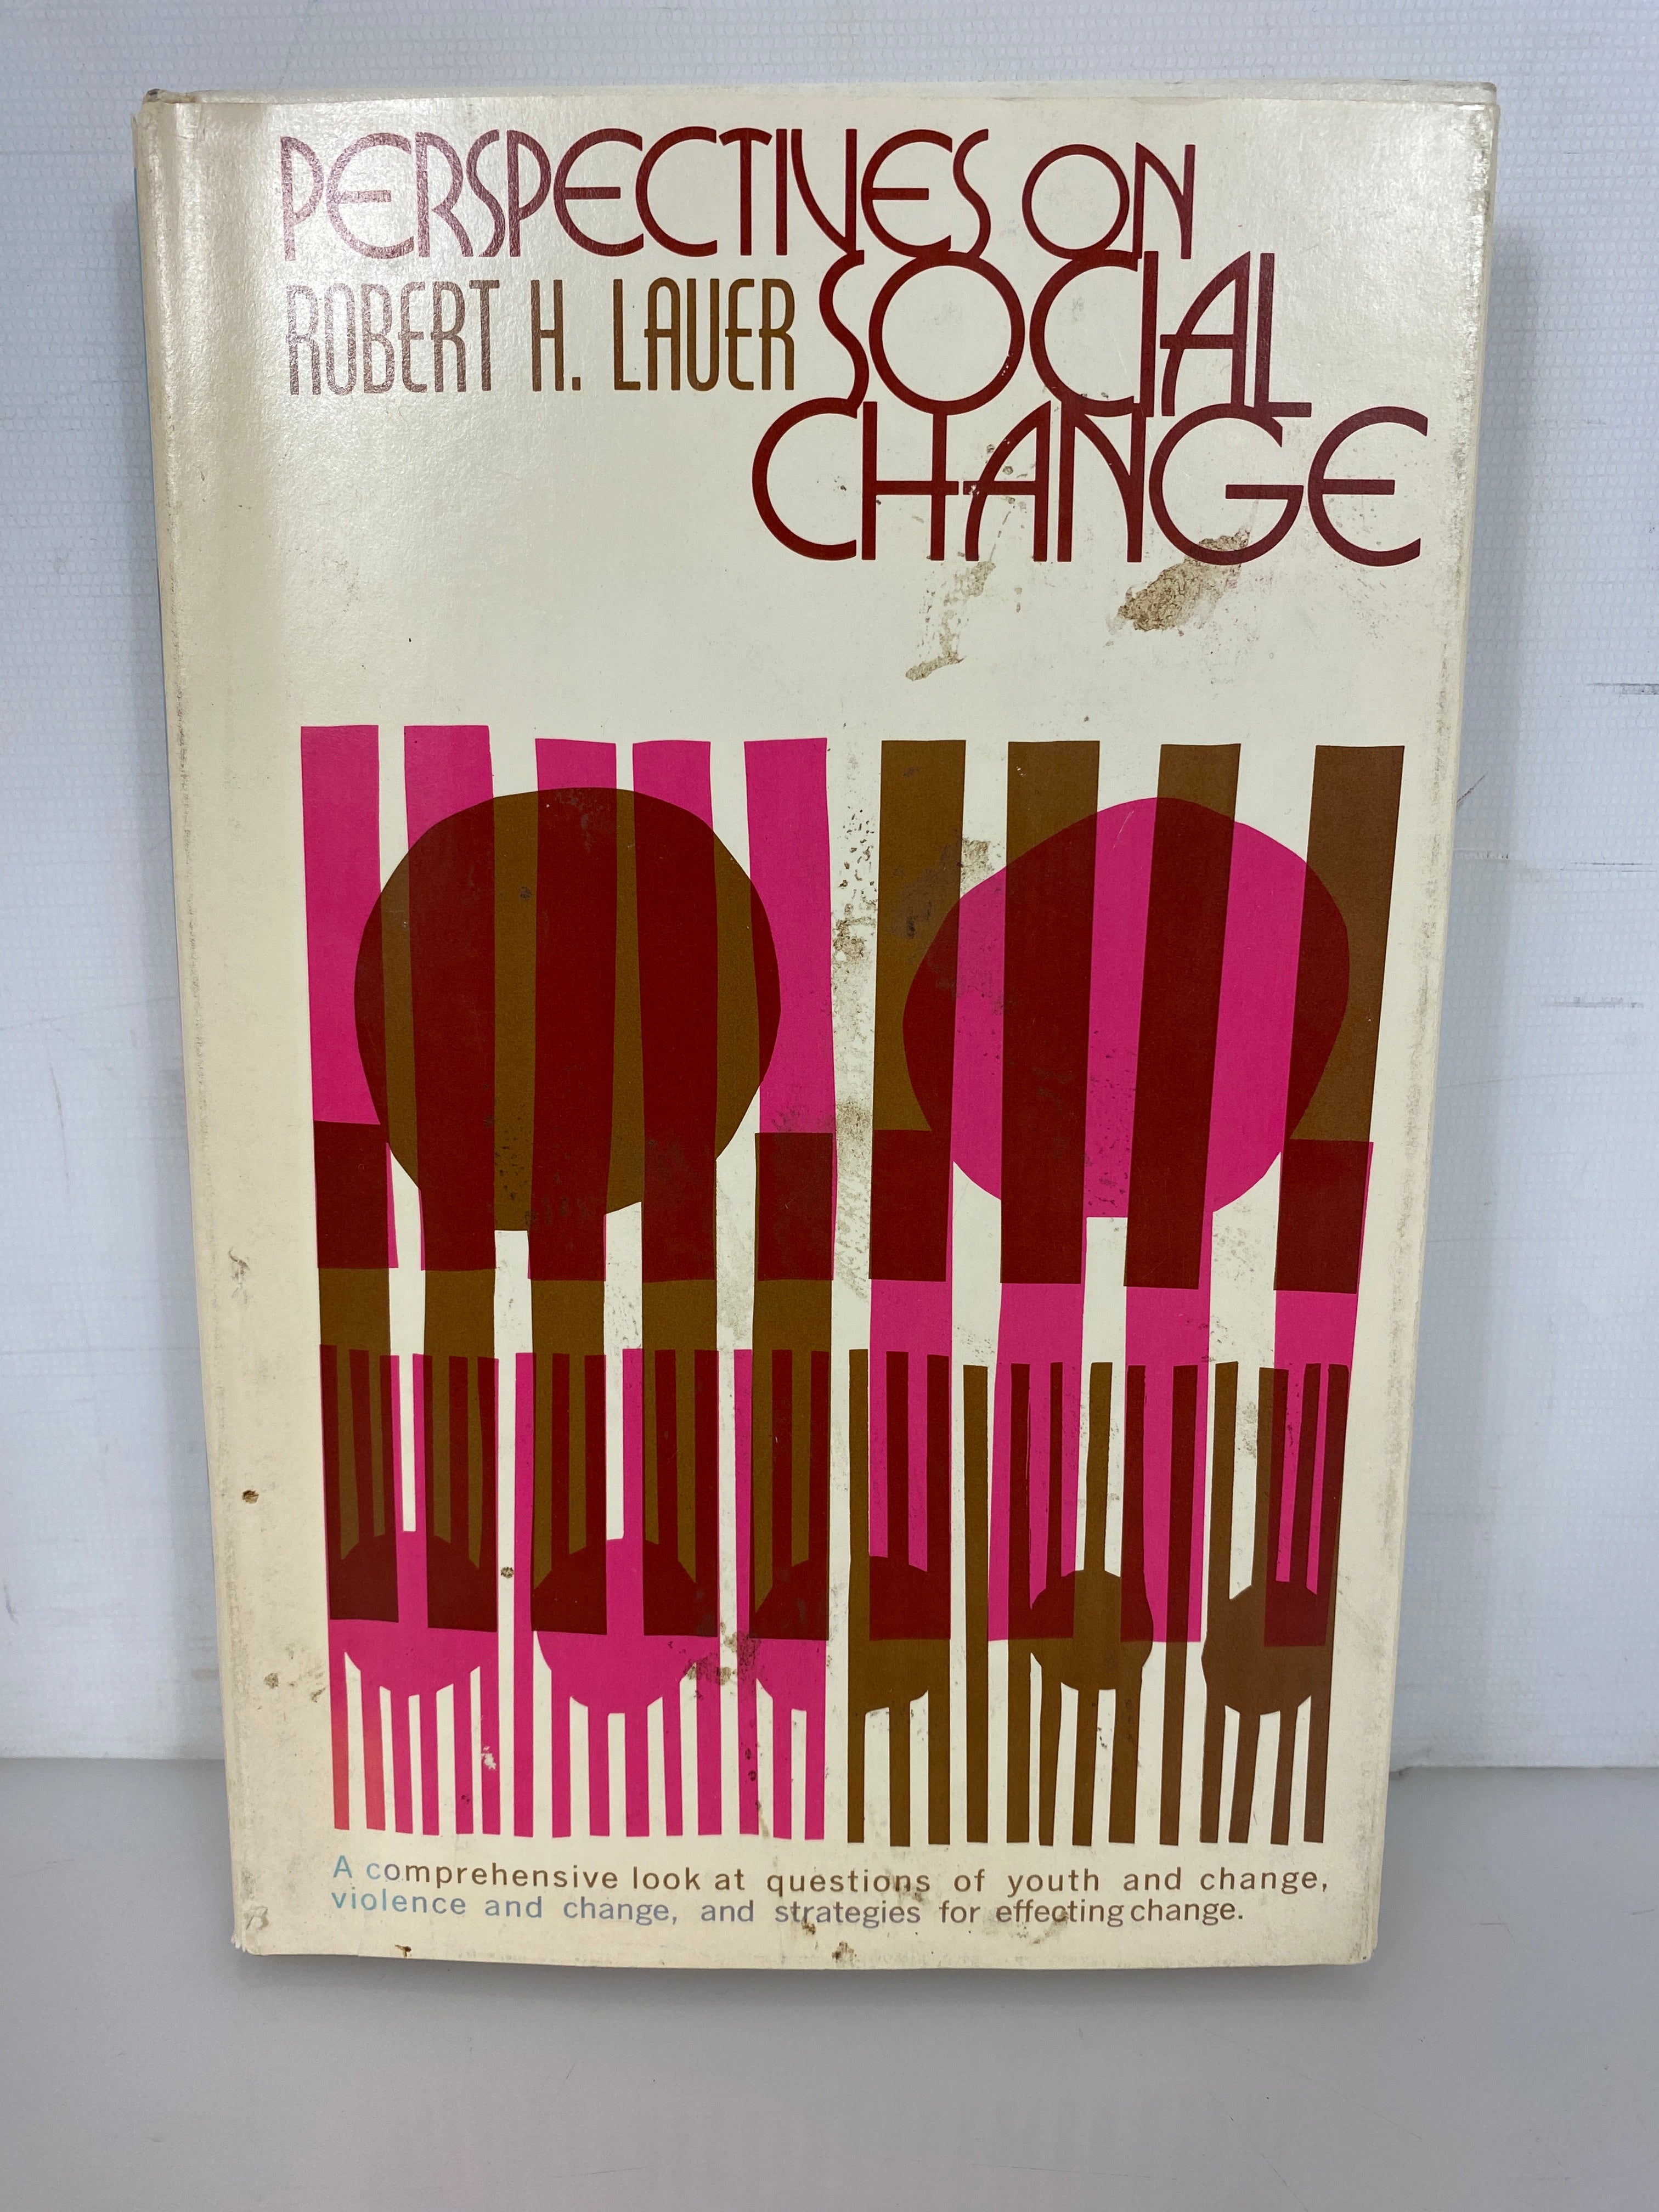 PERSPECTIVES ON
SOCIAL
CHANGE
ROBERT H. LAUER
A comprehensive look at questions of youth and change,
violence and change, and strategies for effecting change.